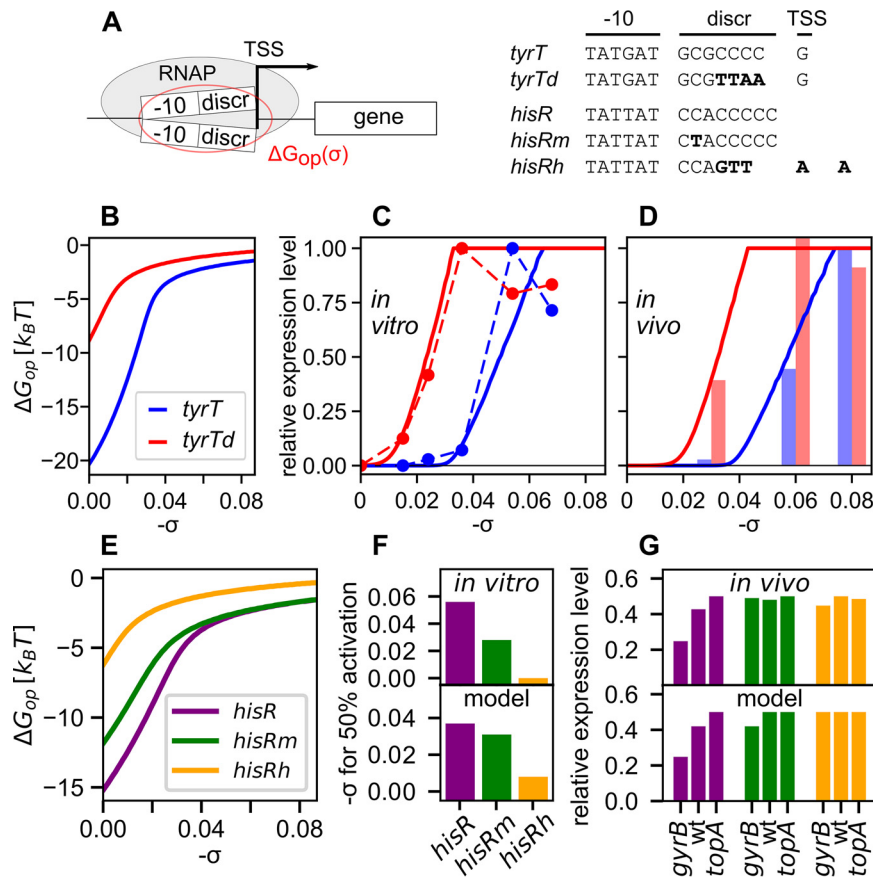 A
TSS
RNAP
-10 discr
-10 discr
gene
ΔGop(σ)
-10 discr TSS
tyrT TATGAT GCGCCCC G
tyrTd TATGAT GCGTTAA G
hisR TATTAT CCACCCCC
hisRm TATTAT CTACCCCC
hisRh TATTAT CCAGTT A A
B
0
−5
−10
−15
−20
ΔGop [kBT]
tyrT
tyrTd
0.00 0.04 0.08
-σ
C
relative expression level
1.00
0.75
0.50
0.25
0.00
in
vitro
0.00 0.02 0.04 0.06 0.08
-σ
D
in
vivo
0.00 0.02 0.04 0.06 0.08
-σ
E
0
−5
−10
−15
ΔGop [kBT]
hisR
hisRm
hisRh
0.00 0.04 0.08
-σ
F
in vitro
0.06
0.04
0.02
0.00
-σ for 50% activation
model
0.04
0.02
0.00
hisR
hisRm
hisRh
G
in vivo
0.6
0.4
0.2
relative expression level
model
0.6
0.4
0.2
0.0
gyrB
wt
topA
gyrB
wt
topA
gyrB
wt
topA